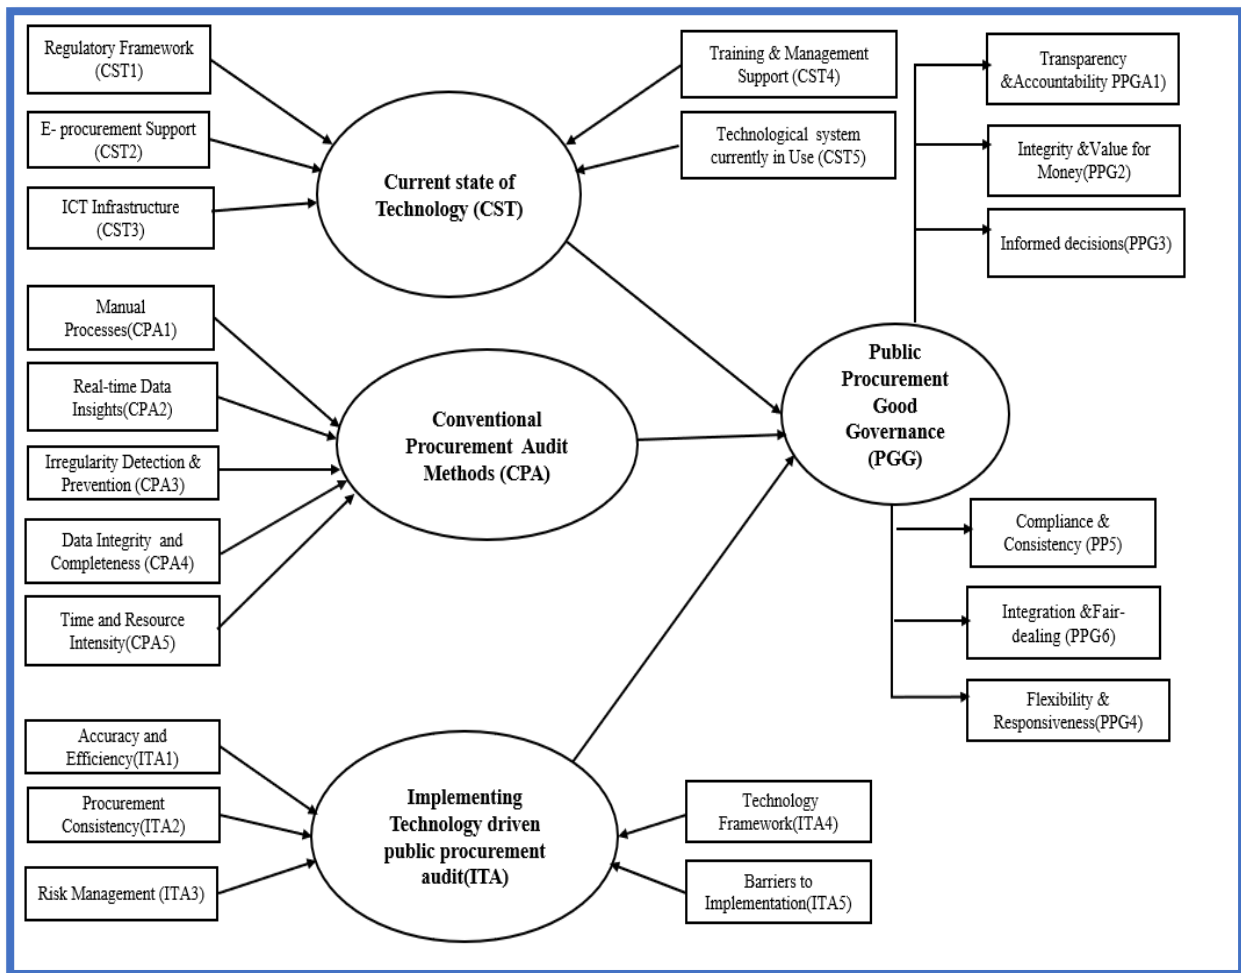 Regulatory Framework
(CST1)
E- procurement Support
(CST2)
ICT Infrastructure
(CST3)
Training & Management
Support (CST4)
Technological system
currently in Use (CST5)
Current state of
Technology (CST)
Manual
Processes(CPA1)
Real-time Data
Insights(CPA2)
Irregularity Detection &
Prevention (CPA3)
Data Integrity and
Completeness (CPA4)
Time and Resource
Intensity(CPA5)
Conventional
Procurement Audit
Methods (CPA)
Accuracy and
Efficiency(ITA1)
Procurement
Consistency(ITA2)
Risk Management (ITA3)
Implementing
Technology driven
public procurement
audit(ITA)
Technology
Framework(ITA4)
Barriers to
Implementation(ITA5)
Public
Procurement
Good
Governance
(PGG)
Transparency
&Accountability PPGA1)
Integrity &Value for
Money(PPG2)
Informed decisions(PPG3)
Compliance &
Consistency (PP5)
Integration &Fair-
dealing (PPG6)
Flexibility &
Responsiveness(PPG4)